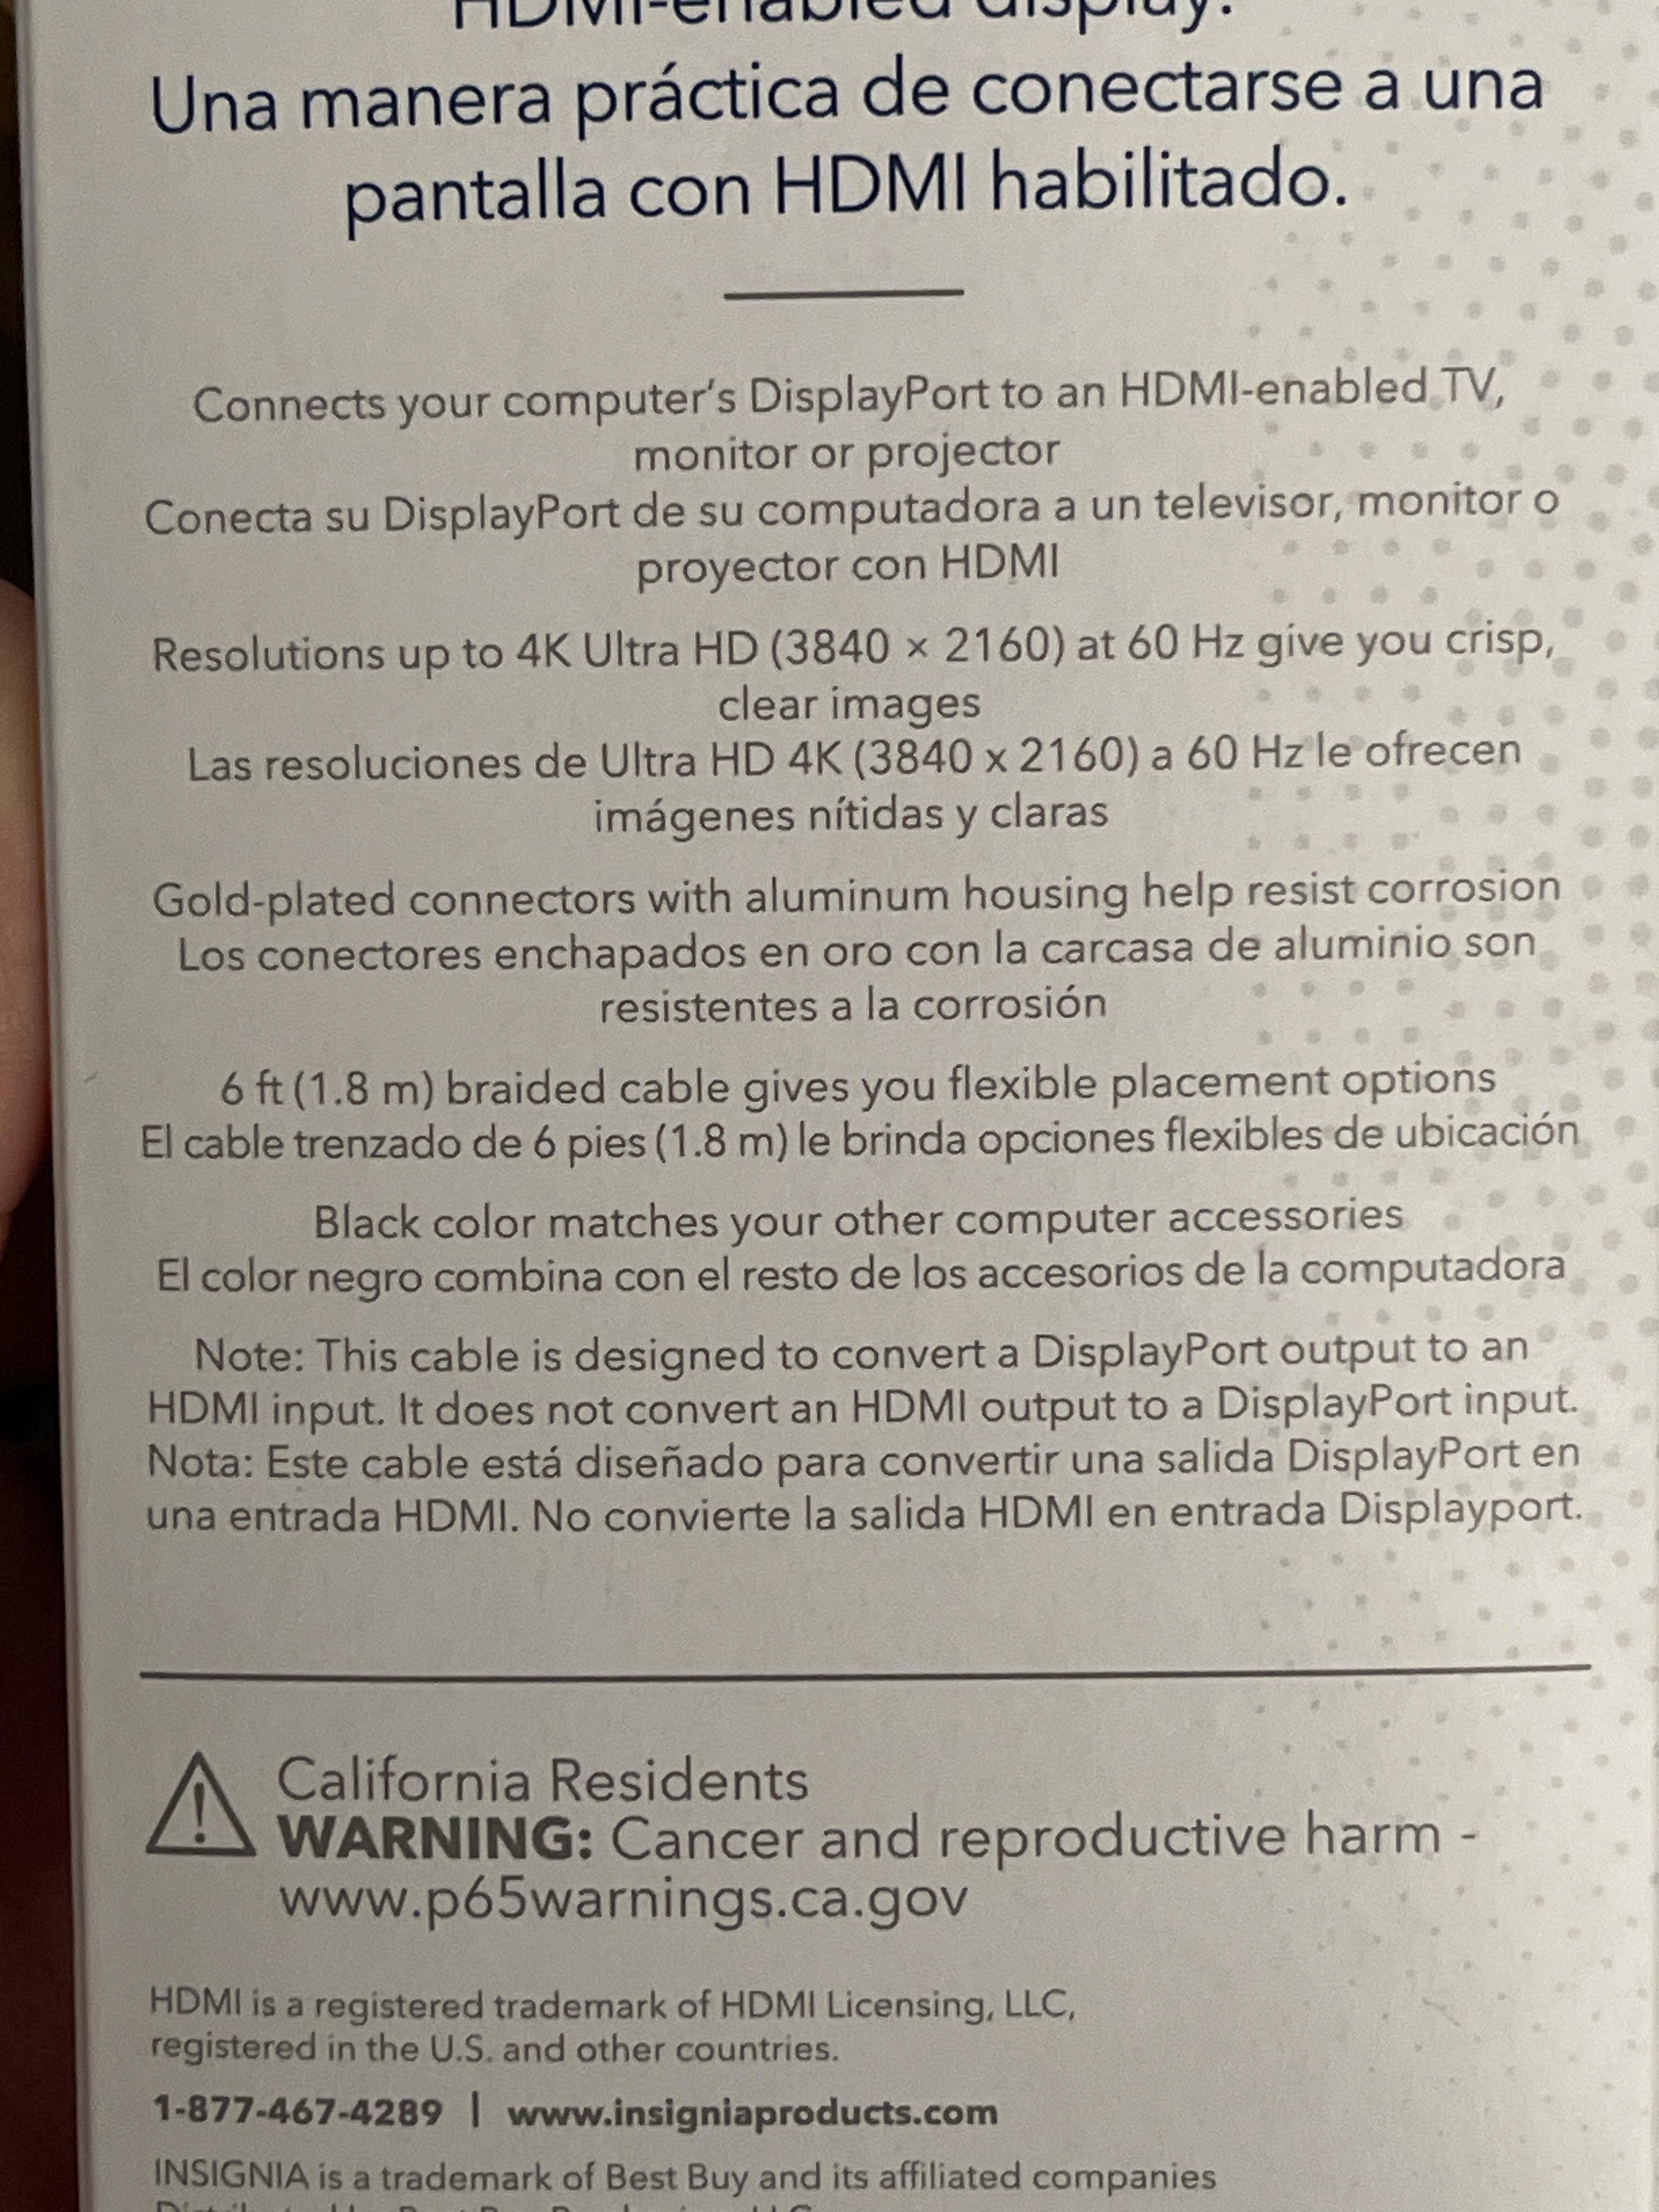 HDMI-enabled display.
Una manera práctica de conectarse a una
pantalla con HDMI habilitado.
Connects your computer's DisplayPort to an HDMI-enabled TV,
monitor or projector
Conecta su DisplayPort de su computadora a un televisor, monitor o
proyector con HDMI
Resolutions up to 4K Ultra HD (3840 × 2160) at 60 Hz give you crisp,
clear images
Las resoluciones de Ultra HD 4K (3840 x 2160) a 60 Hz le ofrecen
imágenes nítidas y claras
Gold-plated connectors with aluminum housing help resist corrosion
Los conectores enchapados en oro con la carcasa de aluminio son
resistentes a la corrosión
6 ft (1.8 m) braided cable gives you flexible placement options
El cable trenzado de 6 pies (1.8 m) le brinda opciones flexibles de ubicación
Black color matches your other computer accessories
El color negro combina con el resto de los accesorios de la computadora
Note: This cable is designed to convert a DisplayPort output to an
HDMI input. It does not convert an HDMI output to a DisplayPort input.
Nota: Este cable está diseñado para convertir una salida DisplayPort en
una entrada HDMI. No convierte la salida HDMI en entrada Displayport.
California Residents
WARNING: Cancer and reproductive harm -
www.p65warnings.ca.gov
HDMI is a registered trademark of HDMI Licensing, LLC,
registered in the U.S. and other countries.
1-877-467-4289 | www.insigniaproducts.com
INSIGNIA is a trademark of Best Buy and its affiliated companies